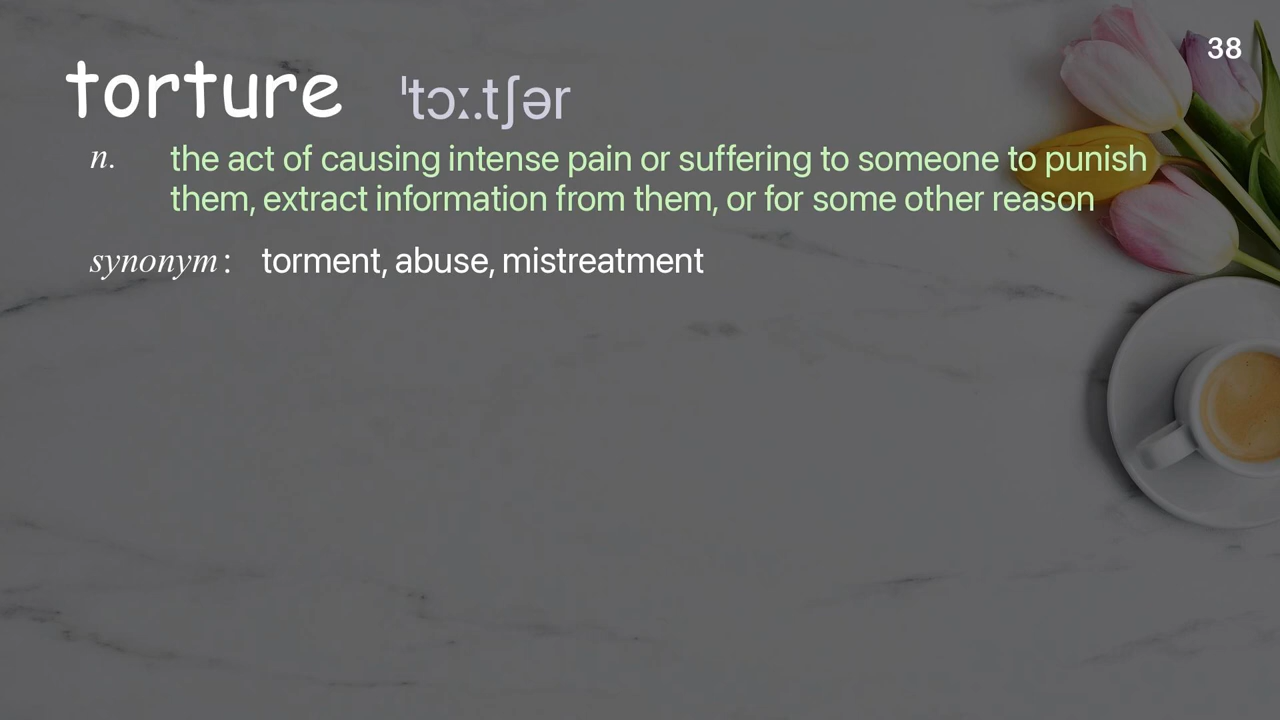 38
torture ˈtɔː.tʃər
n. the act of causing intense pain or suffering to someone to punish
them, extract information from them, or for some other reason
synonym : torment, abuse, mistreatment